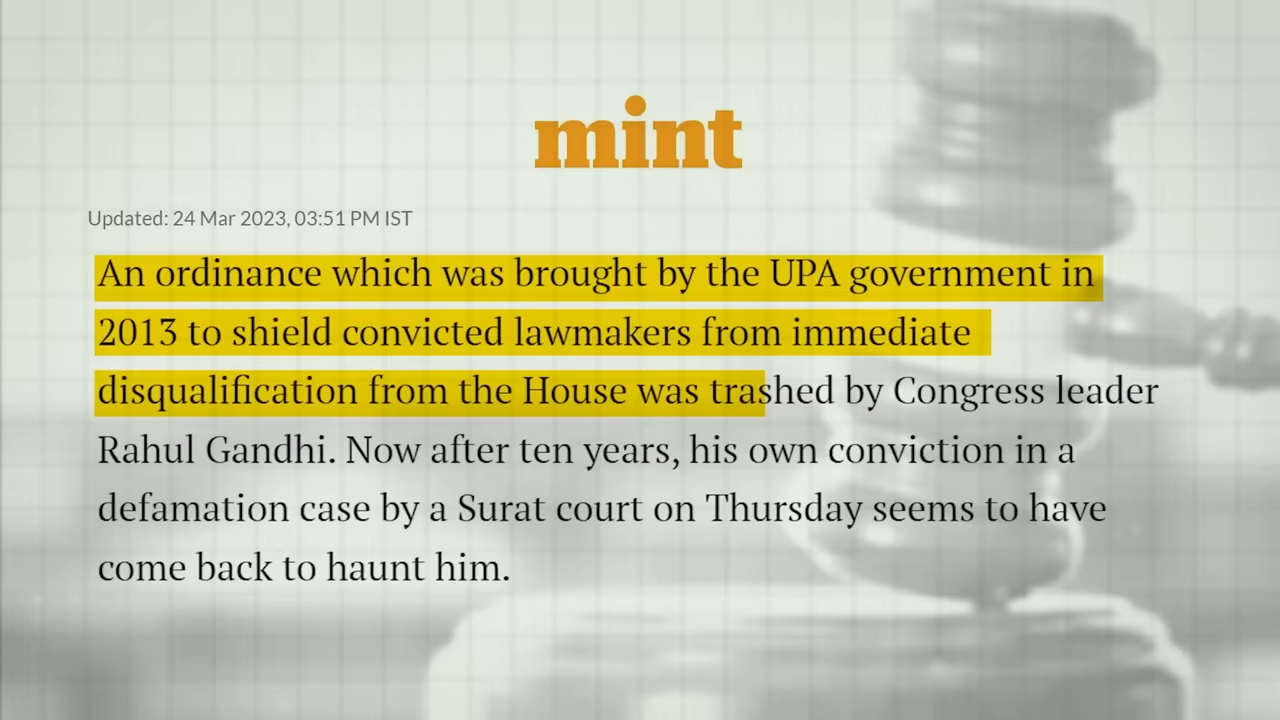 mint
Updated: 24 Mar 2023, 03:51 PM IST
An ordinance which was brought by the UPA government in
2013 to shield convicted lawmakers from immediate
disqualification from the House was trashed by Congress leader
Rahul Gandhi. Now after ten years, his own conviction in a
defamation case by a Surat court on Thursday seems to have
come back to haunt him.